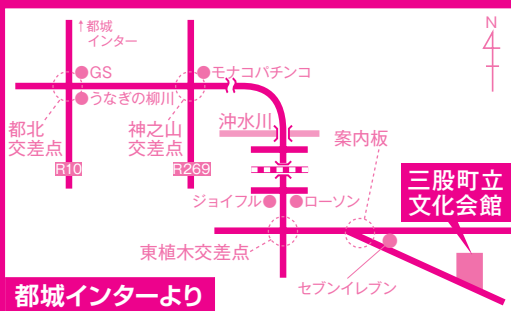 ↑都城
インター
N
GS
モナコパチンコ
うなぎの柳川
都北
交差点
神之山
交差点
沖水川
案内板
R10
R269
三股町立
文化会館
ジョイフル
ローソン
東植木交差点
セブンイレブン
都城インターより